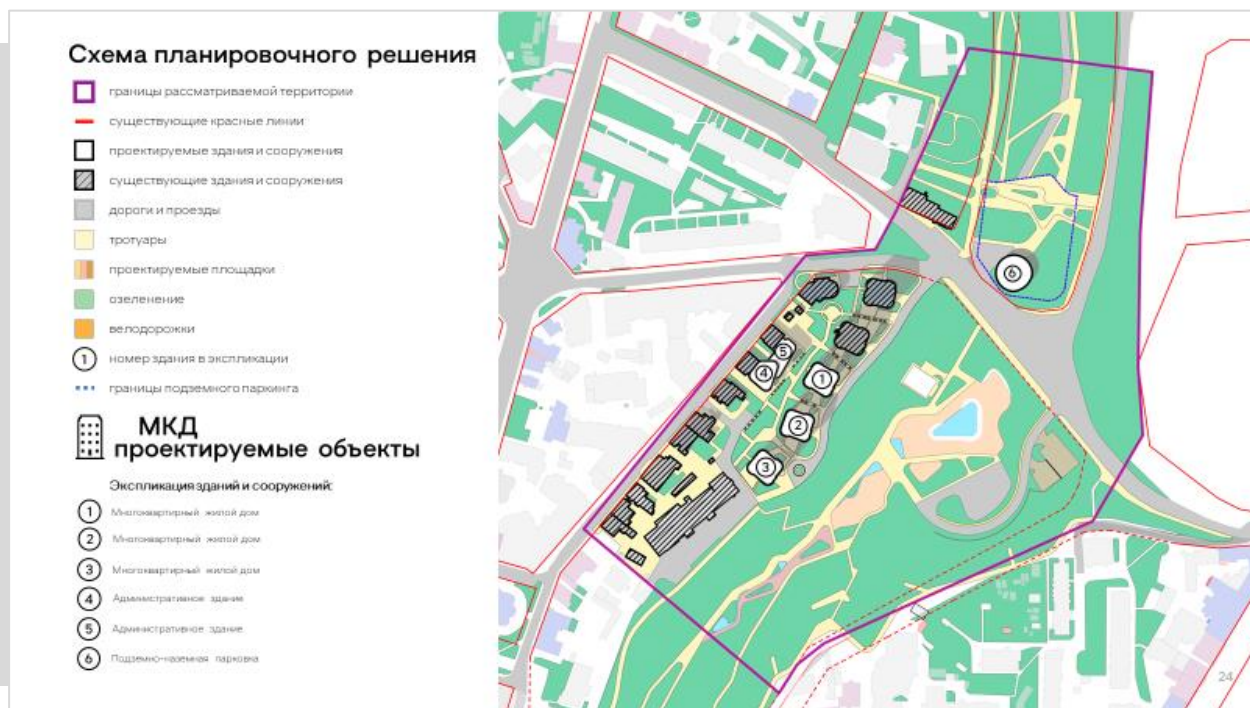 Схема планировочного решения
границы рассматриваемой территории
существующие красные линии
проектируемые здания и сооружения
существующие здания и сооружения
дороги и проезды
тротуары
проектируемые площадки
озеленение
велодорожки
1 номер здания в экспликации
границы подземного паркинга
МКД
проектируемые объекты
Экспликация зданий и сооружений:
1 Многоквартирный жилой дом
2 Многоквартирный жилой дом
3 Многоквартирный жилой дом
4 Административное здание
5 Административное здание
6 Подземно-наземная парковка
6
5
4
1
2
3
24